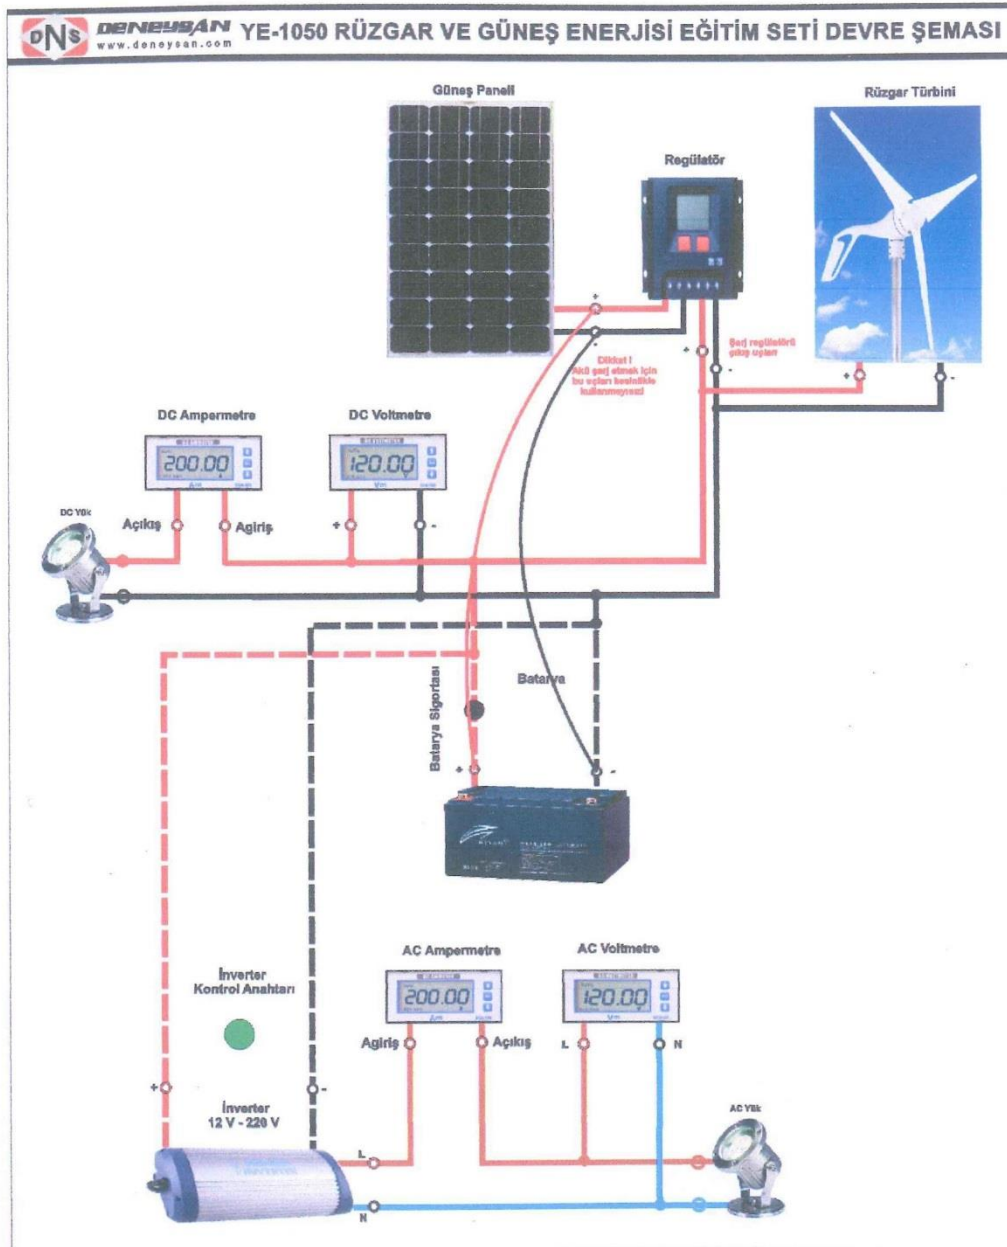 DNS
DENEYSAN
www.deneysan.com
YE-1050 RÜZGAR VE GÜNEŞ ENERJİSİ EĞİTİM SETİ DEVRE ŞEMASI
Güneş Paneli
Regülatör
Rüzgar Türbini
+
-
Dikkat !
Akü şarj etmek için
bu uçları kesinlikle
kullanmayınız!
+
-
Şarj regülatörü
çıkış uçları
+
-
DC Ampermetre
DC Voltmetre
200.00
120.00
DC Yük
Açıkış
Agiriş
+
-
Batarya Sigortası
Batarya
+
-
AC Ampermetre
AC Voltmetre
200.00
120.00
İnverter
Kontrol Anahtarı
Agiriş
Açıkış
L
N
+
-
İnverter
12 V - 220 V
AC Yük
L
N